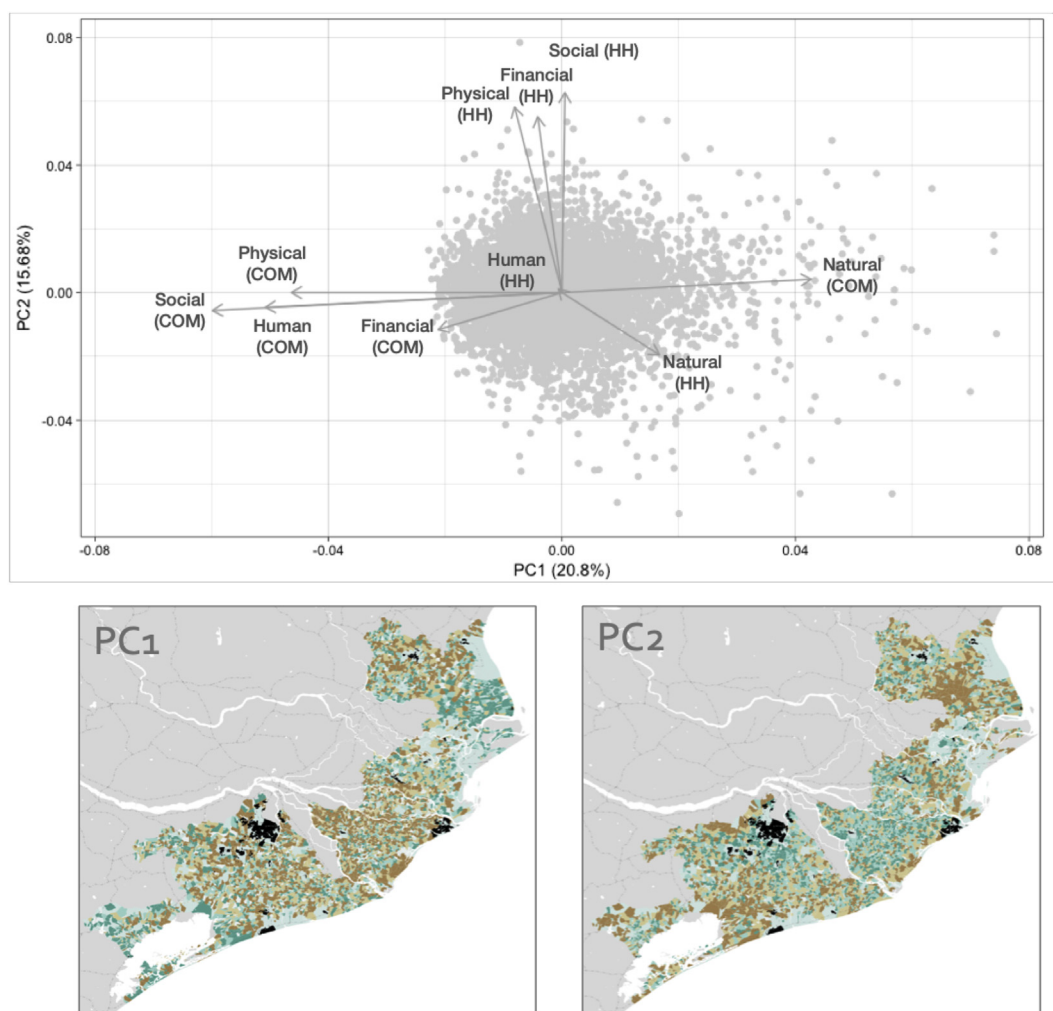 0.08
Social (HH)
Financial
(HH)
Physical
(HH)
0.04
PC2 (15.68%)
Physical
(COM)
Human
(HH)
Natural
(COM)
0.00
Social
(COM)
Human
(COM)
Financial
(COM)
Natural
(HH)
-0.04
-0.08
-0.04
0.00
0.04
0.08
PC1 (20.8%)
PC1
PC2